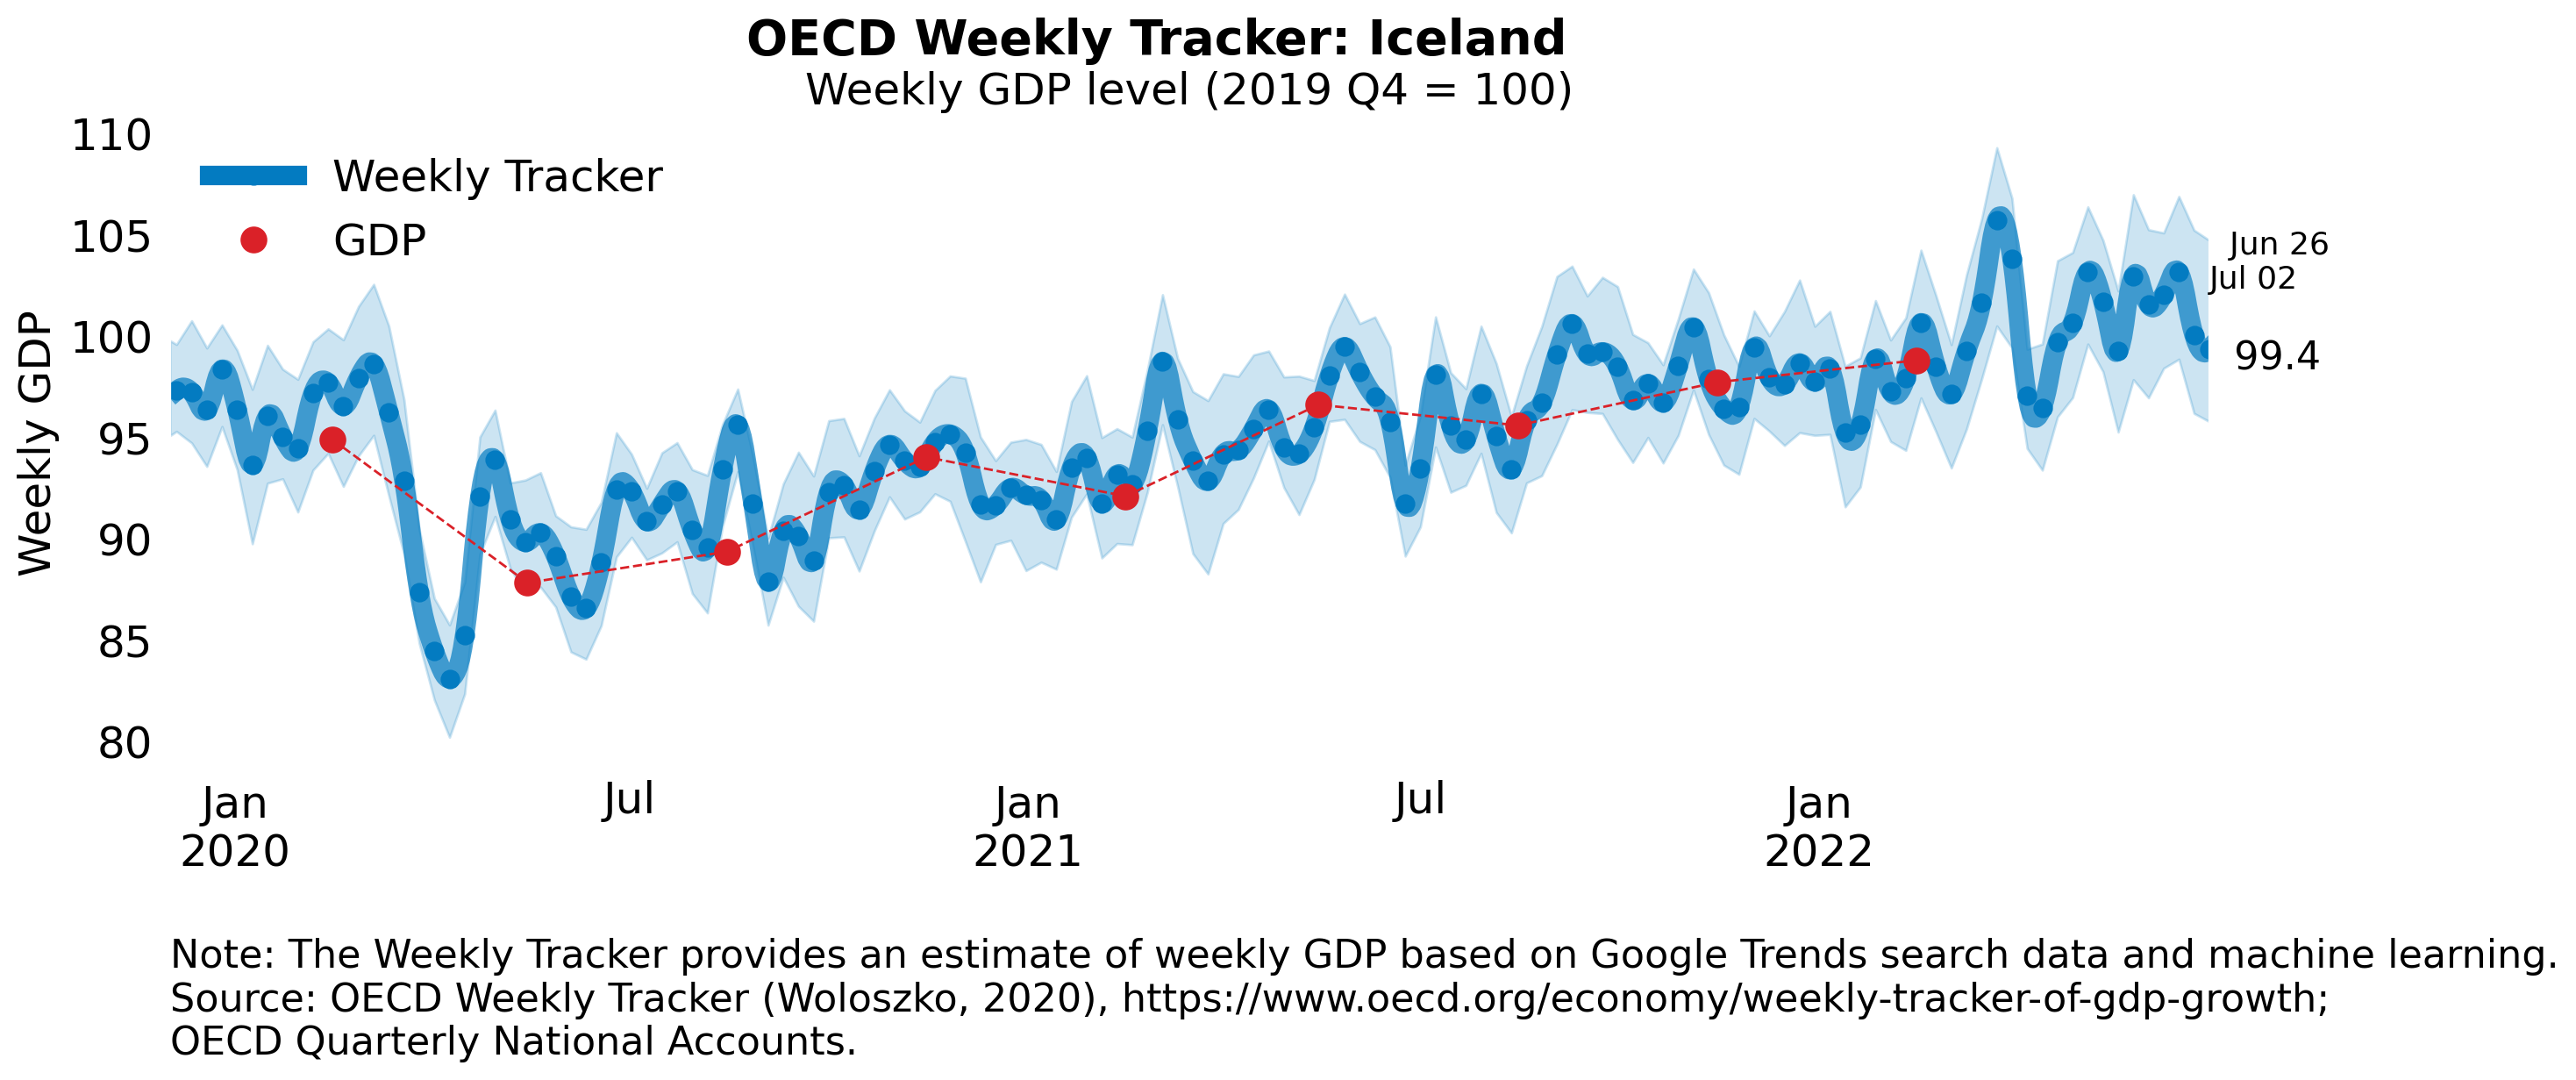 OECD Weekly Tracker: Iceland
Weekly GDP level (2019 Q4 = 100)
Weekly GDP
110
105
100
95
90
85
80
Weekly Tracker
GDP
Jun 26
Jul 02
99.4
Jan
2020
Jul
Jan
2021
Jul
Jan
2022
Note: The Weekly Tracker provides an estimate of weekly GDP based on Google Trends search data and machine learning.
Source: OECD Weekly Tracker (Woloszko, 2020), https://www.oecd.org/economy/weekly-tracker-of-gdp-growth;
OECD Quarterly National Accounts.